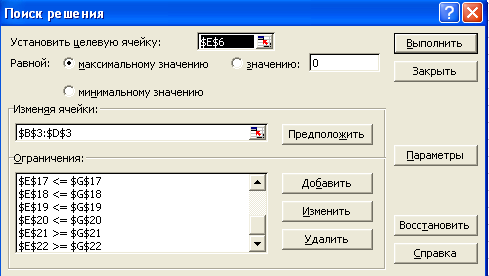 Поиск решения
Установить целевую ячейку: $E$6 Выполнить
Равной: максимальному значению значению: 0 Закрыть
минимальному значению
Изменяя ячейки:
$B$3:$D$3 Предположить
Ограничения: Параметры
$E$17 <= $G$17 Добавить
$E$18 <= $G$18
$E$19 <= $G$19 Изменить
$E$20 <= $G$20 Восстановить
$E$21 >= $G$21 Удалить
$E$22 >= $G$22 Справка